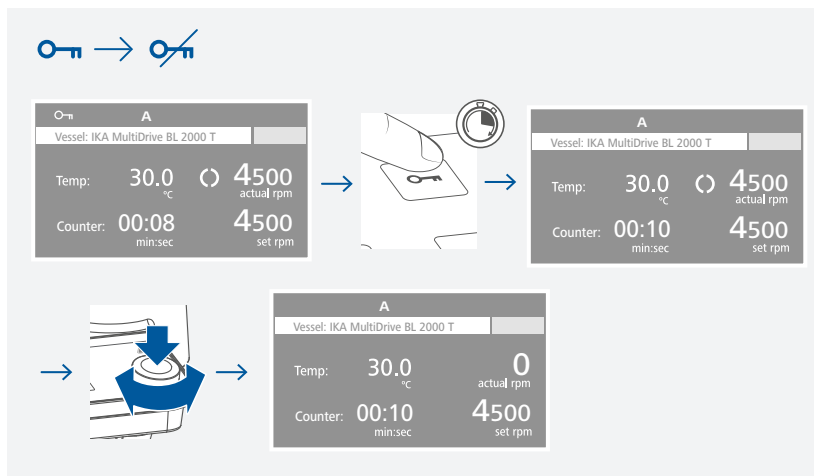 A
Vessel: IKA MultiDrive BL 2000 T
Temp: 30.0 4500
°C actual rpm
Counter: 00:08 4500
min:sec set rpm
A
Vessel: IKA MultiDrive BL 2000 T
Temp: 30.0 4500
°C actual rpm
Counter: 00:10 4500
min:sec set rpm
A
Vessel: IKA MultiDrive BL 2000 T
Temp: 30.0 0
°C actual rpm
Counter: 00:10 4500
min:sec set rpm